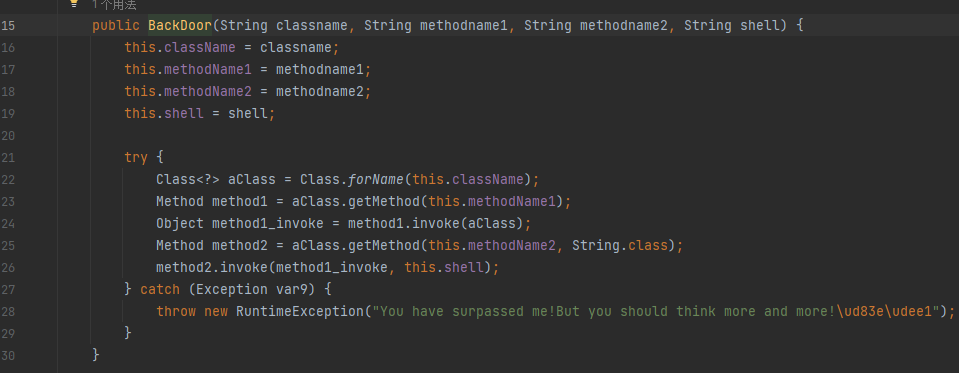 1个用法
15 public BackDoor(String classname, String methodname1, String methodname2, String shell) {
16 this.className = classname;
17 this.methodName1 = methodname1;
18 this.methodName2 = methodname2;
19 this.shell = shell;
20
21 try {
22 Class<?> aClass = Class.forName(this.className);
23 Method method1 = aClass.getMethod(this.methodName1);
24 Object method1_invoke = method1.invoke(aClass);
25 Method method2 = aClass.getMethod(this.methodName2, String.class);
26 method2.invoke(method1_invoke, this.shell);
27 } catch (Exception var9) {
28 throw new RuntimeException("You have surpassed me!But you should think more and more!\ud83e\udee1");
29 }
30 }